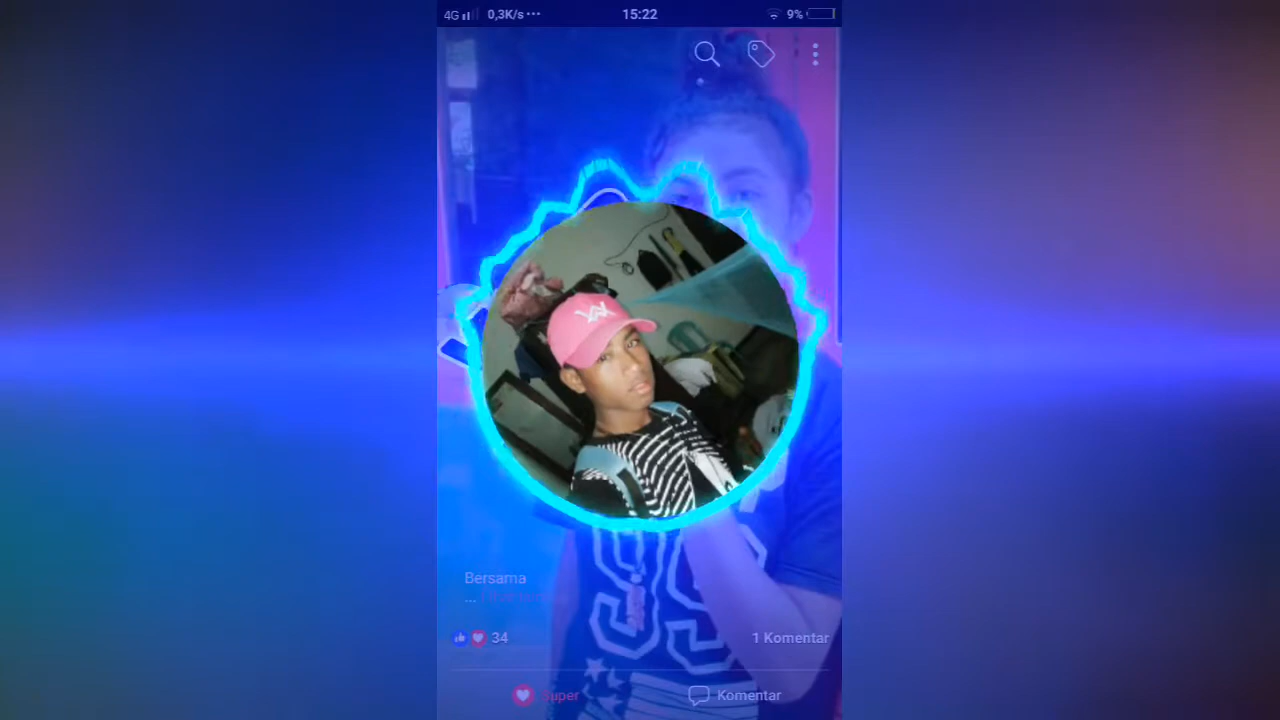 4G 0,3K/s ... 15:22 9%
Bersama
...
34 1 Komentar
Super Komentar